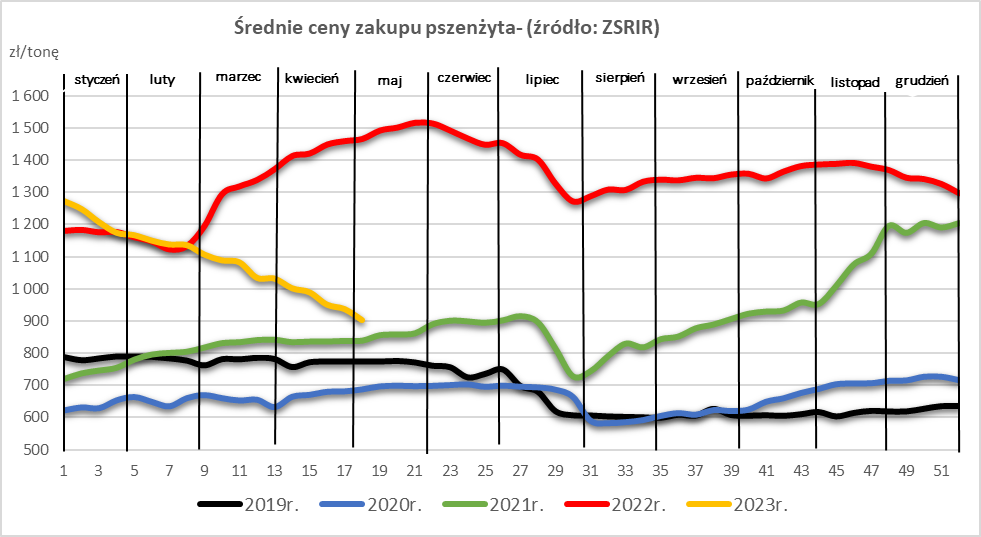 Średnie ceny zakupu pszenżyta- (źródło: ZSRIR)
zł/tonę
styczeń luty marzec kwiecień maj czerwiec lipiec sierpień wrzesień październik listopad grudzień
1 600
1 500
1 400
1 300
1 200
1 100
1 000
900
800
700
600
500
1 3 5 7 9 11 13 15 17 19 21 23 25 27 29 31 33 35 37 39 41 43 45 47 49 51
2019r. 2020r. 2021r. 2022r. 2023r.